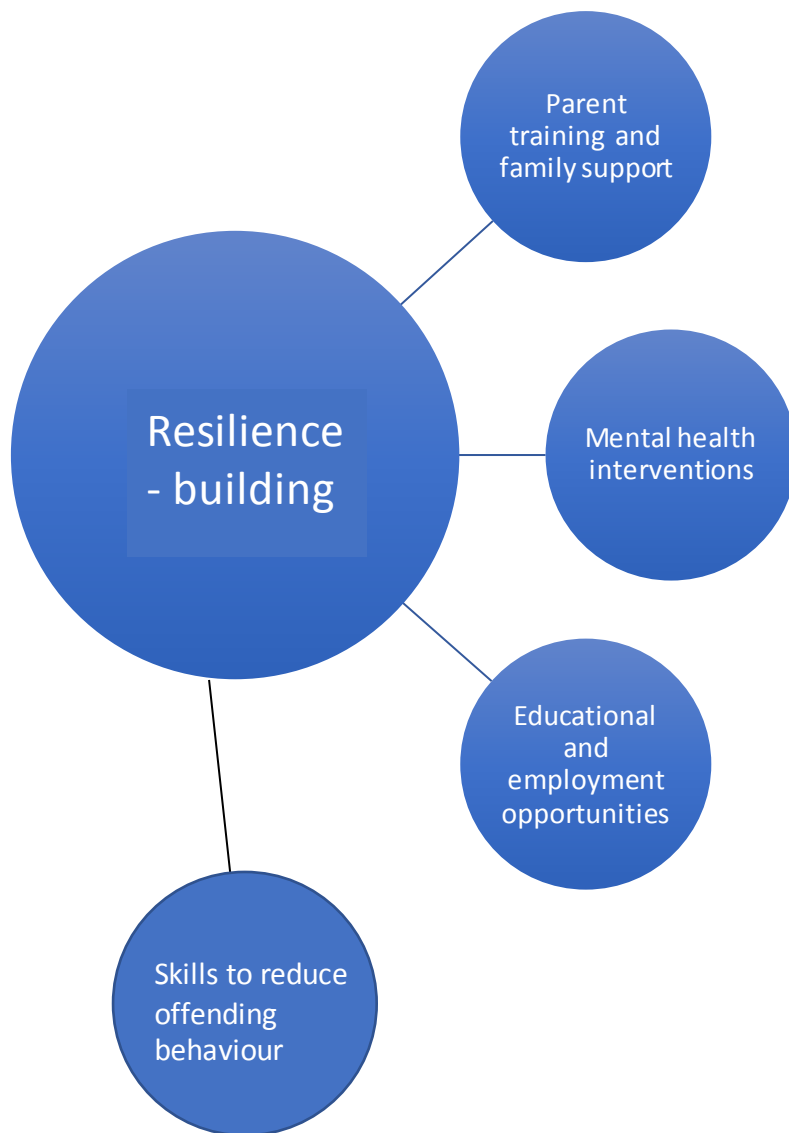 Parent
training and
family support
Resilience
- building
Mental health
interventions
Educational
and
employment
opportunities
Skills to reduce
offending
behaviour